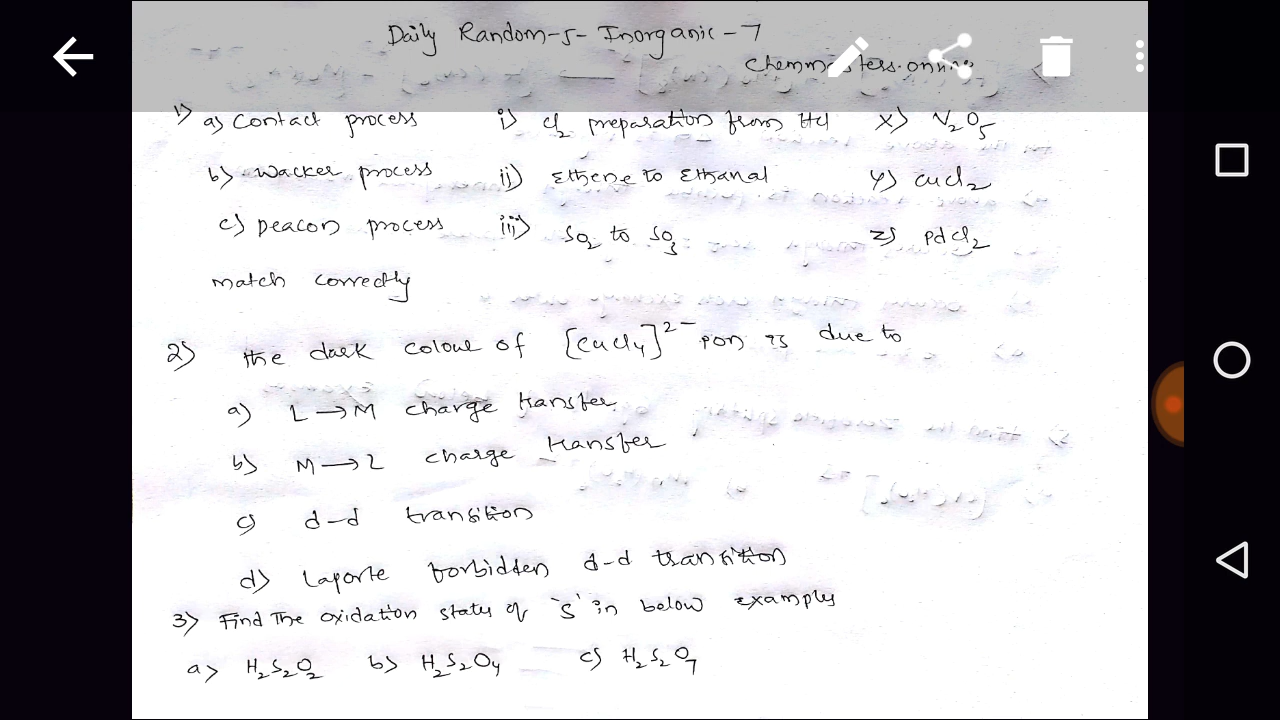 Daily Random-5- Inorganic-7
1) a) Contact process i) Cl2 preparation from HCl X) V2O5
b) Wacker process ii) Ethene to Ethanal Y) CuCl2
c) Deacon process iii) SO2 to SO3 Z) PdCl2
match correctly
2) the dark colour of [CuCl4]2- ion is due to
a) L→M charge transfer
b) M→L charge transfer
c) d-d transition
d) Laporte forbidden d-d transition
3) Find The oxidation states of 'S' in below examples
a) H2S2O2 b) H2S2O4 c) H2S2O7